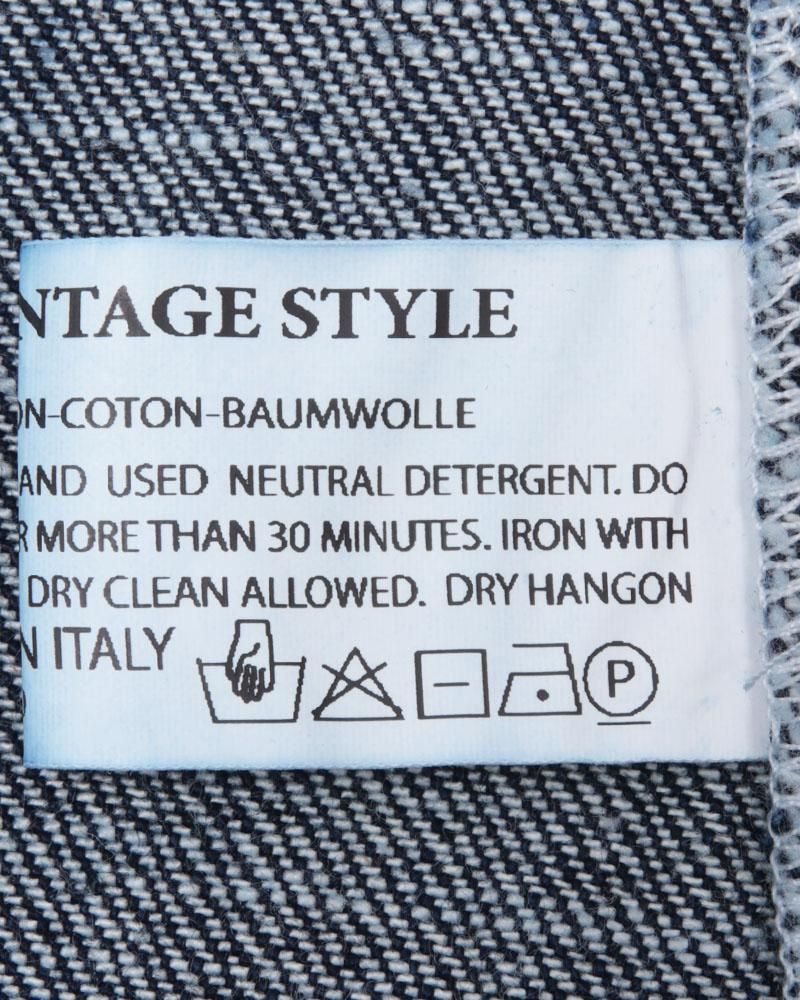 NTAGE STYLE
N-COTON-BAUMWOLLE
AND USED NEUTRAL DETERGENT. DO
R MORE THAN 30 MINUTES. IRON WITH
DRY CLEAN ALLOWED. DRY HANGON
N ITALY
P